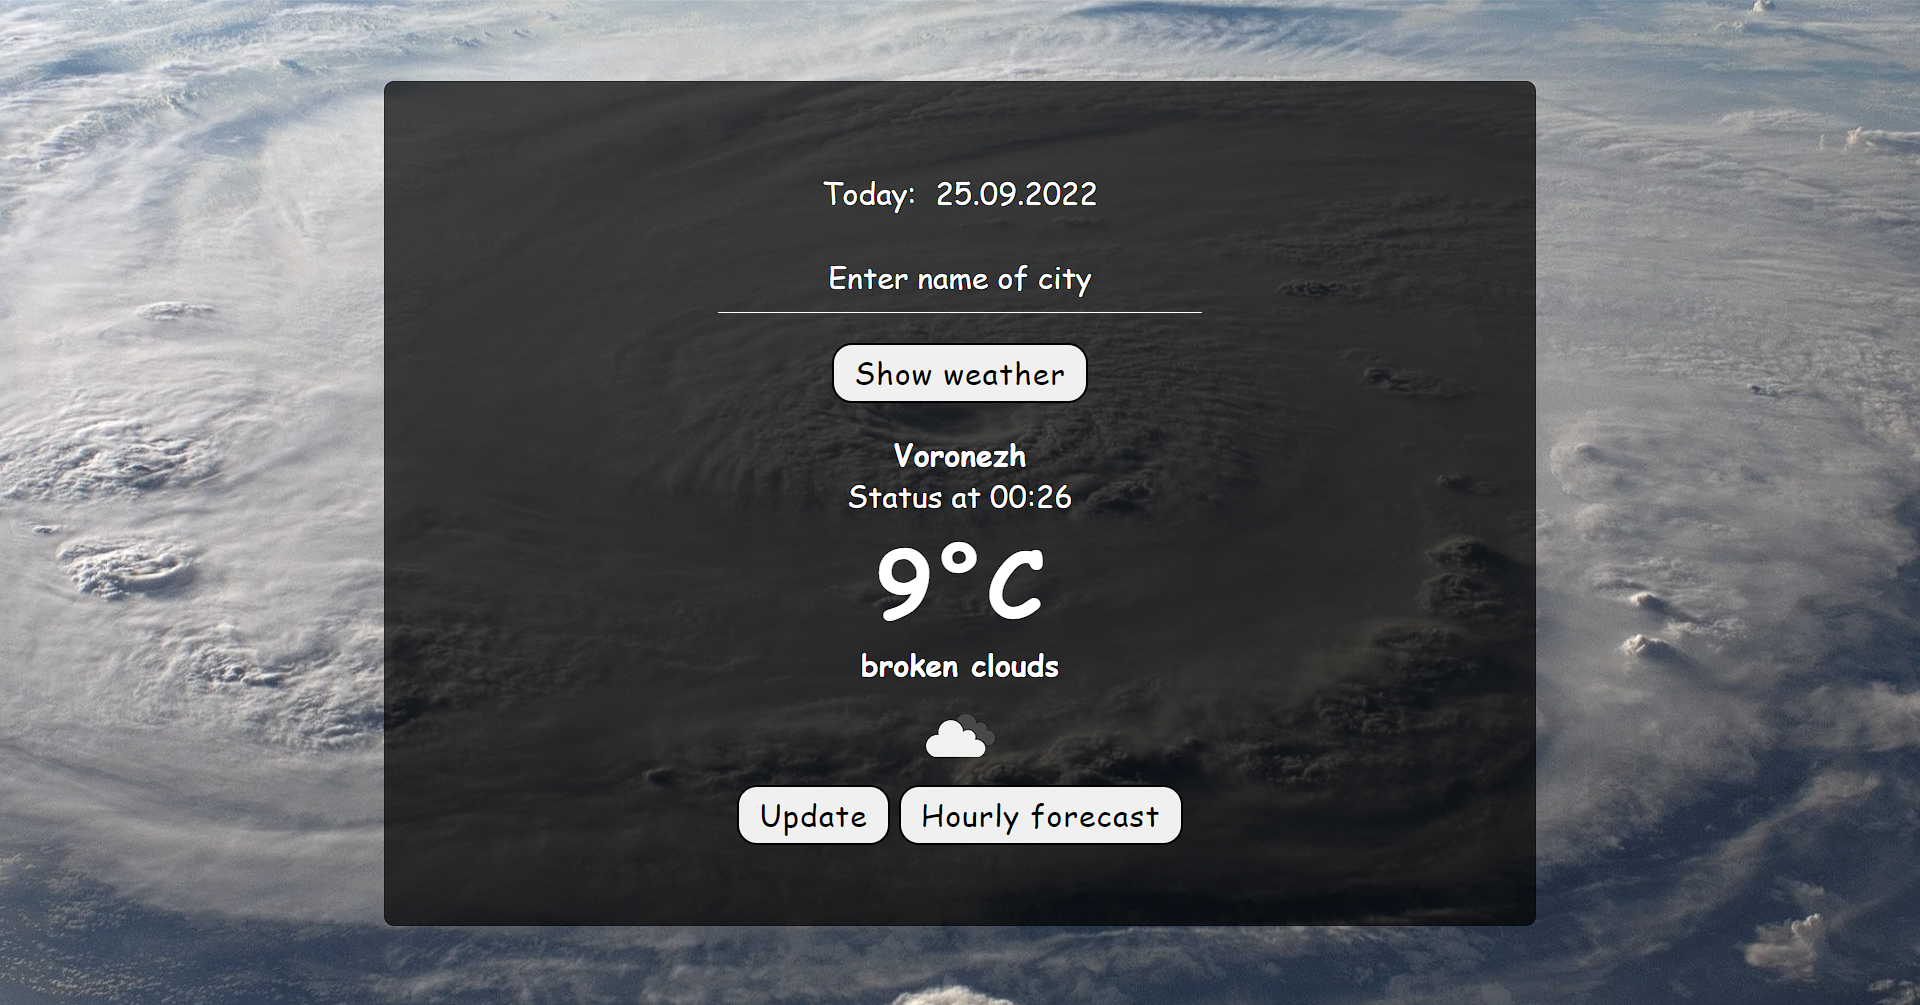 Today: 25.09.2022
Enter name of city
Show weather
Voronezh
Status at 00:26
9°C
broken clouds
Update Hourly forecast